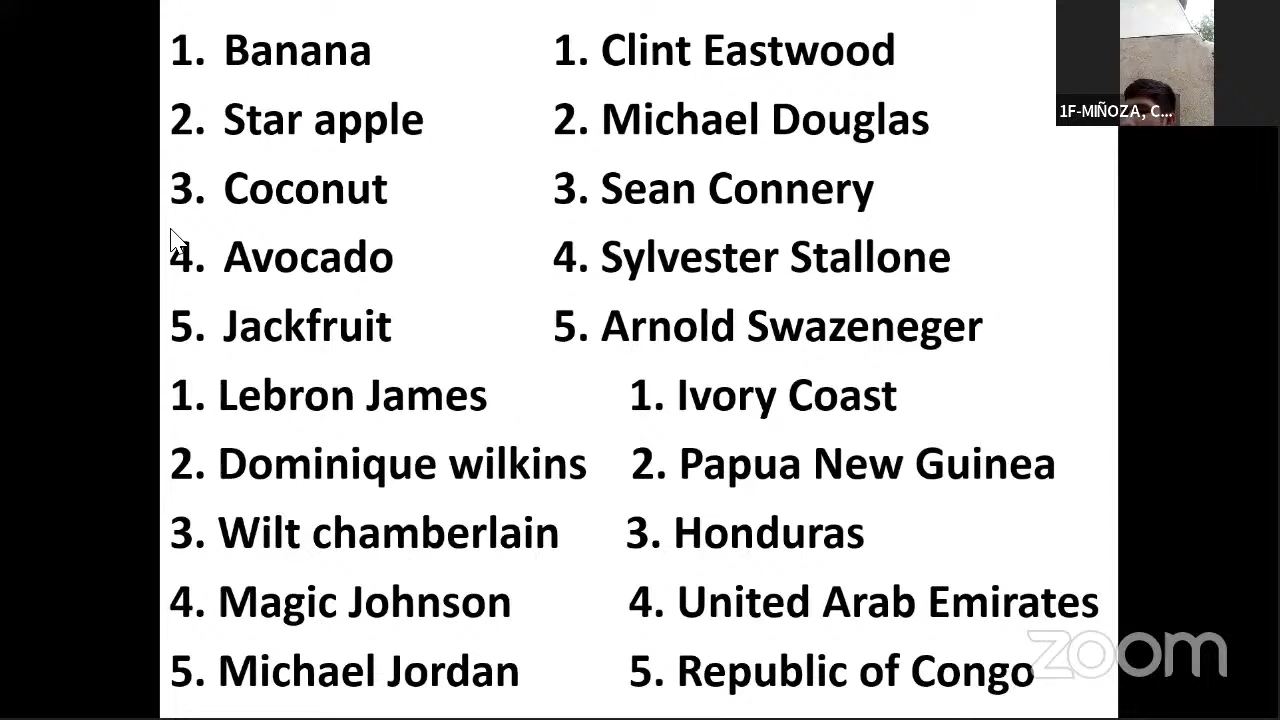 1. Banana
2. Star apple
3. Coconut
4. Avocado
5. Jackfruit
1. Clint Eastwood
2. Michael Douglas
3. Sean Connery
4. Sylvester Stallone
5. Arnold Swazeneger
1. Lebron James
2. Dominique wilkins
3. Wilt chamberlain
4. Magic Johnson
5. Michael Jordan
1. Ivory Coast
2. Papua New Guinea
3. Honduras
4. United Arab Emirates
5. Republic of Congo
1F-MIÑOZA, C...
zoom